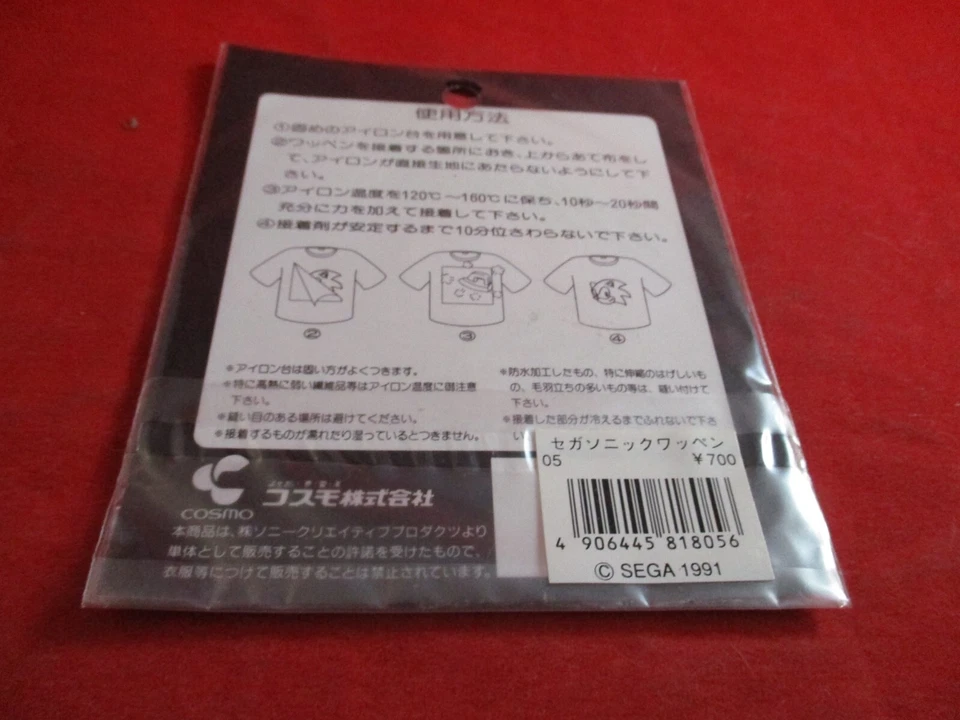 使用方法
①固めのアイロン台を用意して下さい。
②ワッペンを接着する箇所におき、上からあて布をし
て、アイロンが直接生地にあたらないようにして下
さい。
③アイロン温度を120℃～160℃に保ち、10秒～20秒間
充分に力を加えて接着して下さい。
④接着剤が安定するまで10分位さわらないで下さい。
② ③ ④
＊アイロン台は固い方がよくつきます。
＊特に高熱に弱い繊維品等はアイロン温度に御注意
下さい。
＊縫い目のある場所は避けてください。
＊接着するものが濡れたり湿っているとつきません。
＊防水加工したもの、特に伸縮のはげしいも
の、毛羽立ちの多いもの等は、縫い付けて
下さい。
＊接着した部分が冷えるまでふれないで下さ
い
COSMO
コスモ株式会社
本商品は、㈱ソニークリエイティブプロダクツより
単体として販売することの許諾を受けたもので、
衣服等につけて販売することは禁止されています。
セガソニックワッペン
05 ¥700
4 906445 818056
© SEGA 1991